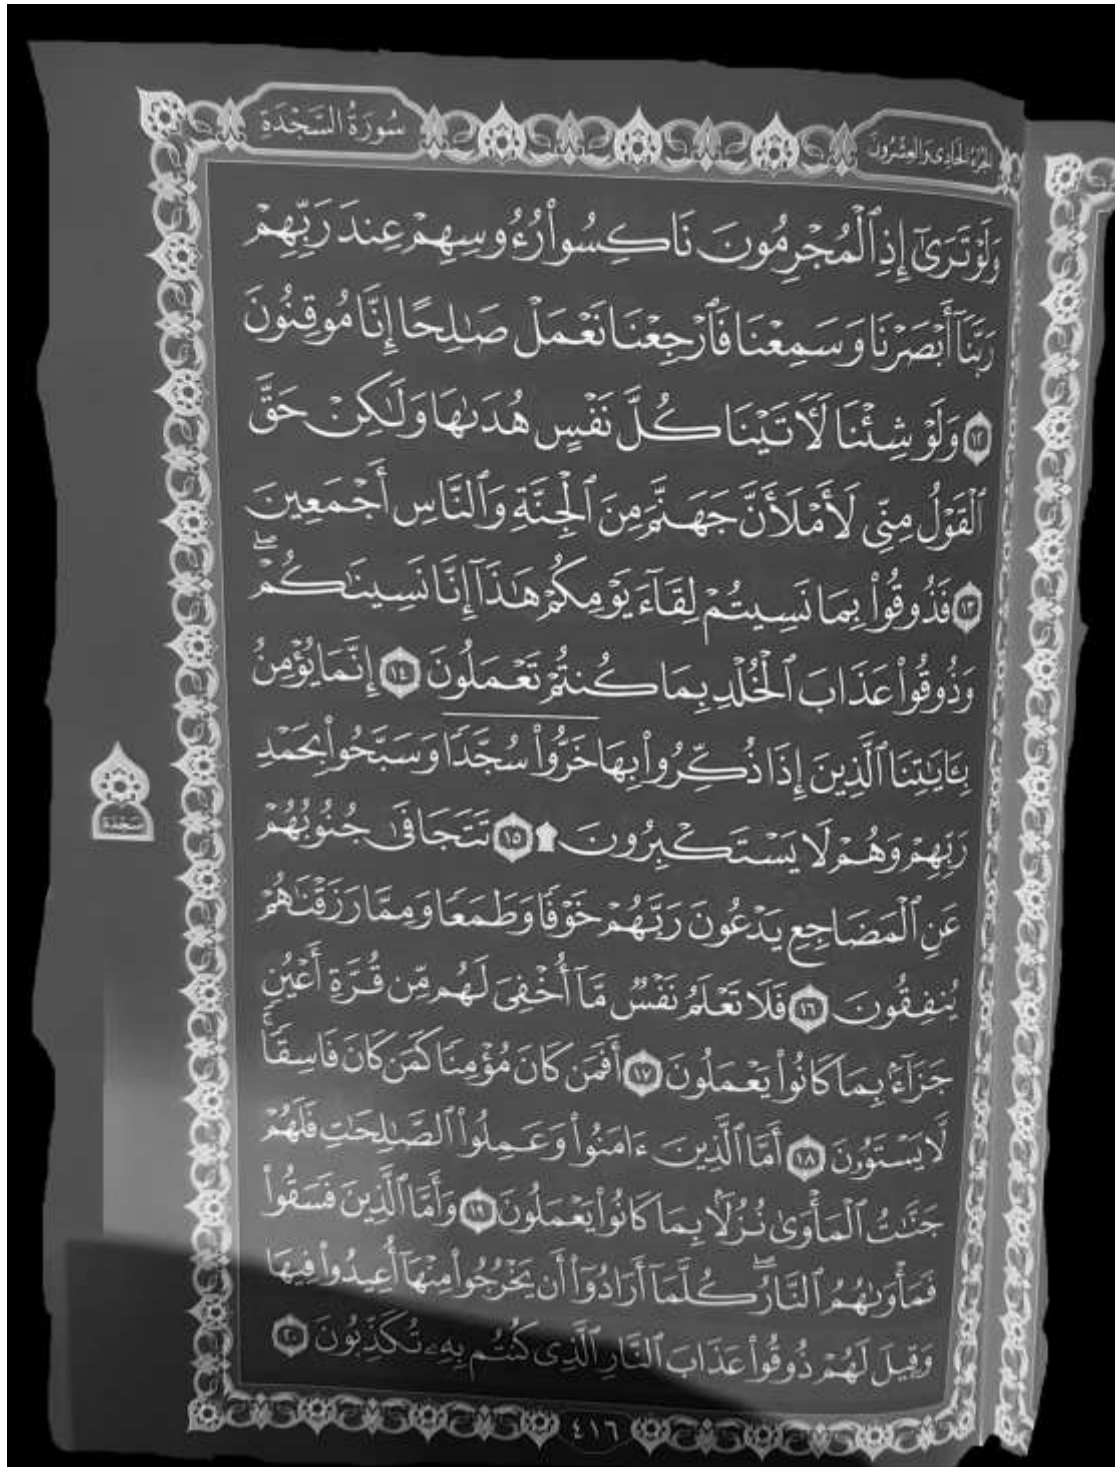 الجزء الحادي والعشرون
سُورَةُ السَّجْدَةِ
وَلَوْ تَرَىٰٓ إِذِ ٱلْمُجْرِمُونَ نَاكِسُوا۟ رُءُوسِهِمْ عِندَ رَبِّهِمْ
رَبَّنَآ أَبْصَرْنَا وَسَمِعْنَا فَٱرْجِعْنَا نَعْمَلْ صَٰلِحًا إِنَّا مُوقِنُونَ
١٢ وَلَوْ شِئْنَا لَءَاتَيْنَا كُلَّ نَفْسٍ هُدَىٰهَا وَلَٰكِنْ حَقَّ
ٱلْقَوْلُ مِنِّى لَأَمْلَأَنَّ جَهَنَّمَ مِنَ ٱلْجِنَّةِ وَٱلنَّاسِ أَجْمَعِينَ
١٣ فَذُوقُوا۟ بِمَا نَسِيتُمْ لِقَآءَ يَوْمِكُمْ هَٰذَآ إِنَّا نَسِينَٰكُمْ ۖ
وَذُوقُوا۟ عَذَابَ ٱلْخُلْدِ بِمَا كُنتُمْ تَعْمَلُونَ ١٤ إِنَّمَا يُؤْمِنُ
بِـَٔايَٰتِنَا ٱلَّذِينَ إِذَا ذُكِّرُوا۟ بِهَا خَرُّوا۟ سُجَّدًا وَسَبَّحُوا۟ بِحَمْدِ
رَبِّهِمْ وَهُمْ لَا يَسْتَكْبِرُونَ ۩ ١٥ تَتَجَافَىٰ جُنُوبُهُمْ
سَجْدَة
عَنِ ٱلْمَضَاجِعِ يَدْعُونَ رَبَّهُمْ خَوْفًا وَطَمَعًا وَمِمَّا رَزَقْنَٰهُمْ
يُنفِقُونَ ١٦ فَلَا تَعْلَمُ نَفْسٌ مَّآ أُخْفِىَ لَهُم مِّن قُرَّةِ أَعْيُنٍ
جَزَآءًۢ بِمَا كَانُوا۟ يَعْمَلُونَ ١٧ أَفَمَن كَانَ مُؤْمِنًا كَمَن كَانَ فَاسِقًا ۚ
لَّا يَسْتَوُۥنَ ١٨ أَمَّا ٱلَّذِينَ ءَامَنُوا۟ وَعَمِلُوا۟ ٱلصَّٰلِحَٰتِ فَلَهُمْ
جَنَّٰتُ ٱلْمَأْوَىٰ نُزُلًۢا بِمَا كَانُوا۟ يَعْمَلُونَ ١٩ وَأَمَّا ٱلَّذِينَ فَسَقُوا۟
فَمَأْوَىٰهُمُ ٱلنَّارُ ۖ كُلَّمَآ أَرَادُوٓا۟ أَن يَخْرُجُوا۟ مِنْهَآ أُعِيدُوا۟ فِيهَا
وَقِيلَ لَهُمْ ذُوقُوا۟ عَذَابَ ٱلنَّارِ ٱلَّذِى كُنتُم بِهِۦ تُكَذِّبُونَ ٢٠
٤١٦